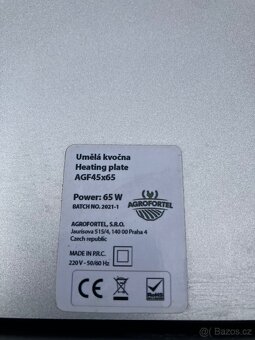 Umělá kvočna
Heating plate
AGF45x65
Power: 65 W
BATCH NO. 2021-1
AGROFORTEL
AGROFORTEL, S.R.O.
Jaurisova 515/4, 140 00 Praha 4
Czech republic
MADE IN P.R.C.
220 V - 50/60 Hz
CE
RoHS
Bazos.cz